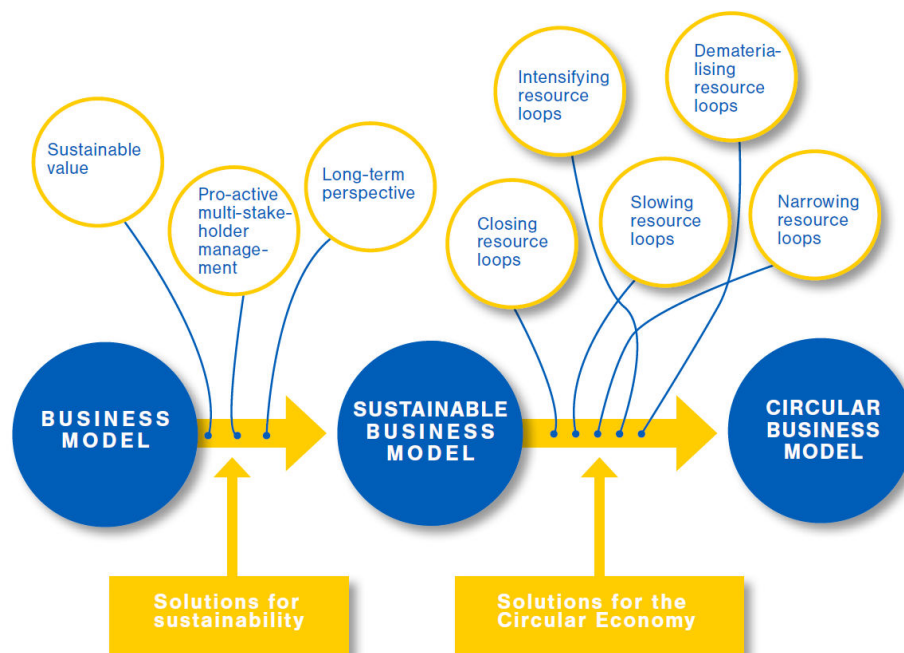 Sustainable
value
Pro-active
multi-stake-
holder
manage-
ment
Long-term
perspective
Closing
resource
loops
Intensifying
resource
loops
Slowing
resource
loops
Demateria-
lising
resource
loops
Narrowing
resource
loops
BUSINESS
MODEL
SUSTAINABLE
BUSINESS
MODEL
CIRCULAR
BUSINESS
MODEL
Solutions for
sustainability
Solutions for the
Circular Economy